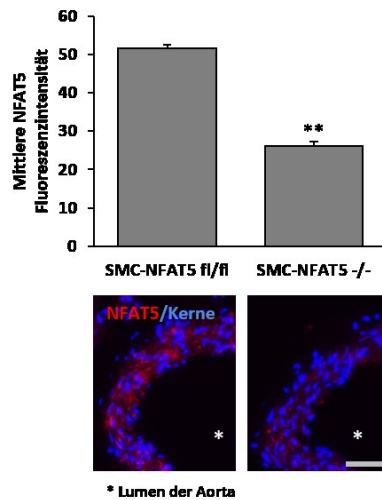 Mittlere NFAT5
Fluoreszenzintensität
60
50
40
30
20
10
0
**
SMC-NFAT5 fl/fl SMC-NFAT5 -/-
NFAT5/Kerne
* *
* Lumen der Aorta